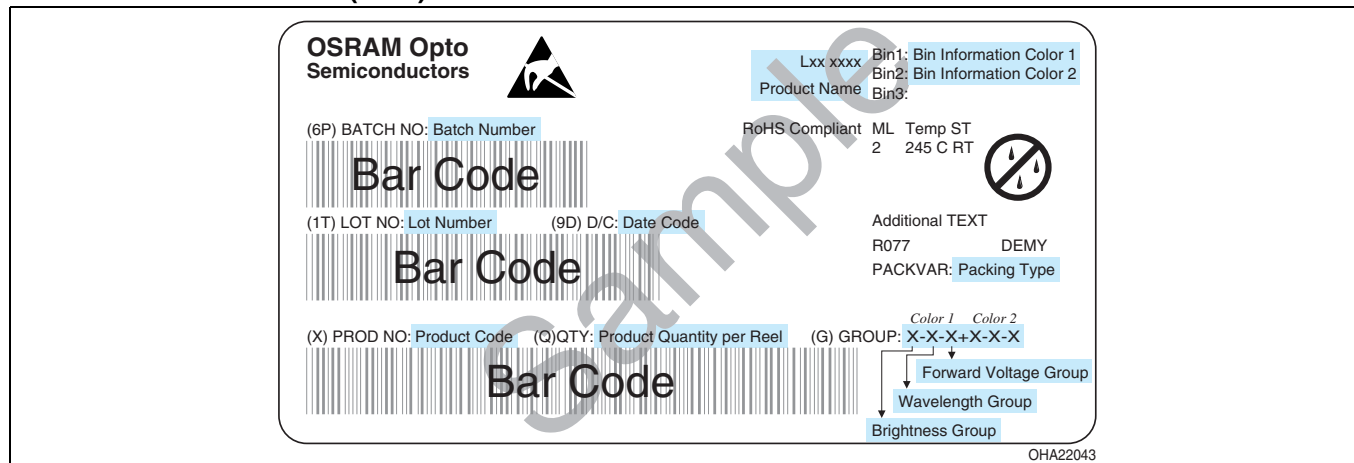 OSRAM Opto
Semiconductors
Lxx xxxx
Product Name
Bin1: Bin Information Color 1
Bin2: Bin Information Color 2
Bin3:
(6P) BATCH NO: Batch Number
Bar Code
RoHS Compliant ML Temp ST
2 245 C RT
(1T) LOT NO: Lot Number (9D) D/C: Date Code
Bar Code
Additional TEXT
R077 DEMY
PACKVAR: Packing Type
(X) PROD NO: Product Code (Q)QTY: Product Quantity per Reel
Bar Code
Color 1 Color 2
(G) GROUP: X-X-X+X-X-X
Forward Voltage Group
Wavelength Group
Brightness Group
Sample
OHA22043